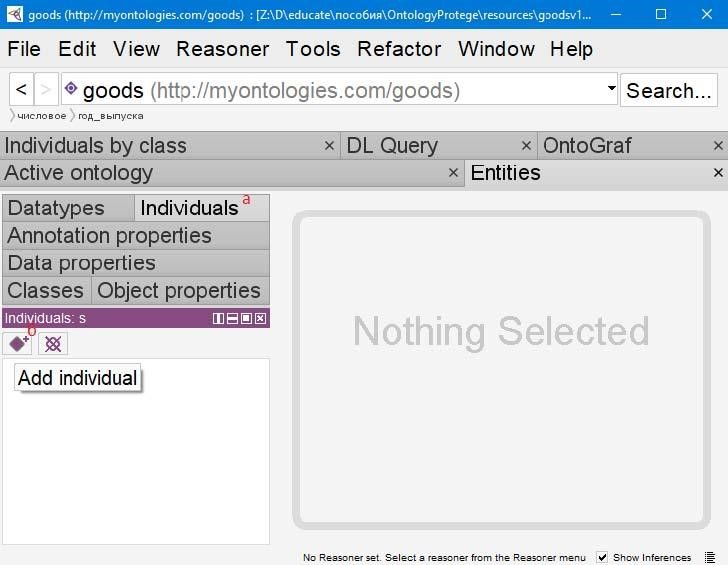 goods (http://myontologies.com/goods) : [Z:\D\educate\пособия\OntologyProtege\resources\goodsv1...
File Edit View Reasoner Tools Refactor Window Help
< > goods (http://myontologies.com/goods) Search...
числовое год_выпуска
Individuals by class × DL Query × OntoGraf ×
Active ontology × Entities ×
Datatypes Individuals а
Annotation properties
Data properties
Classes Object properties
Individuals: s
б
Add individual
Nothing Selected
No Reasoner set. Select a reasoner from the Reasoner menu Show Inferences